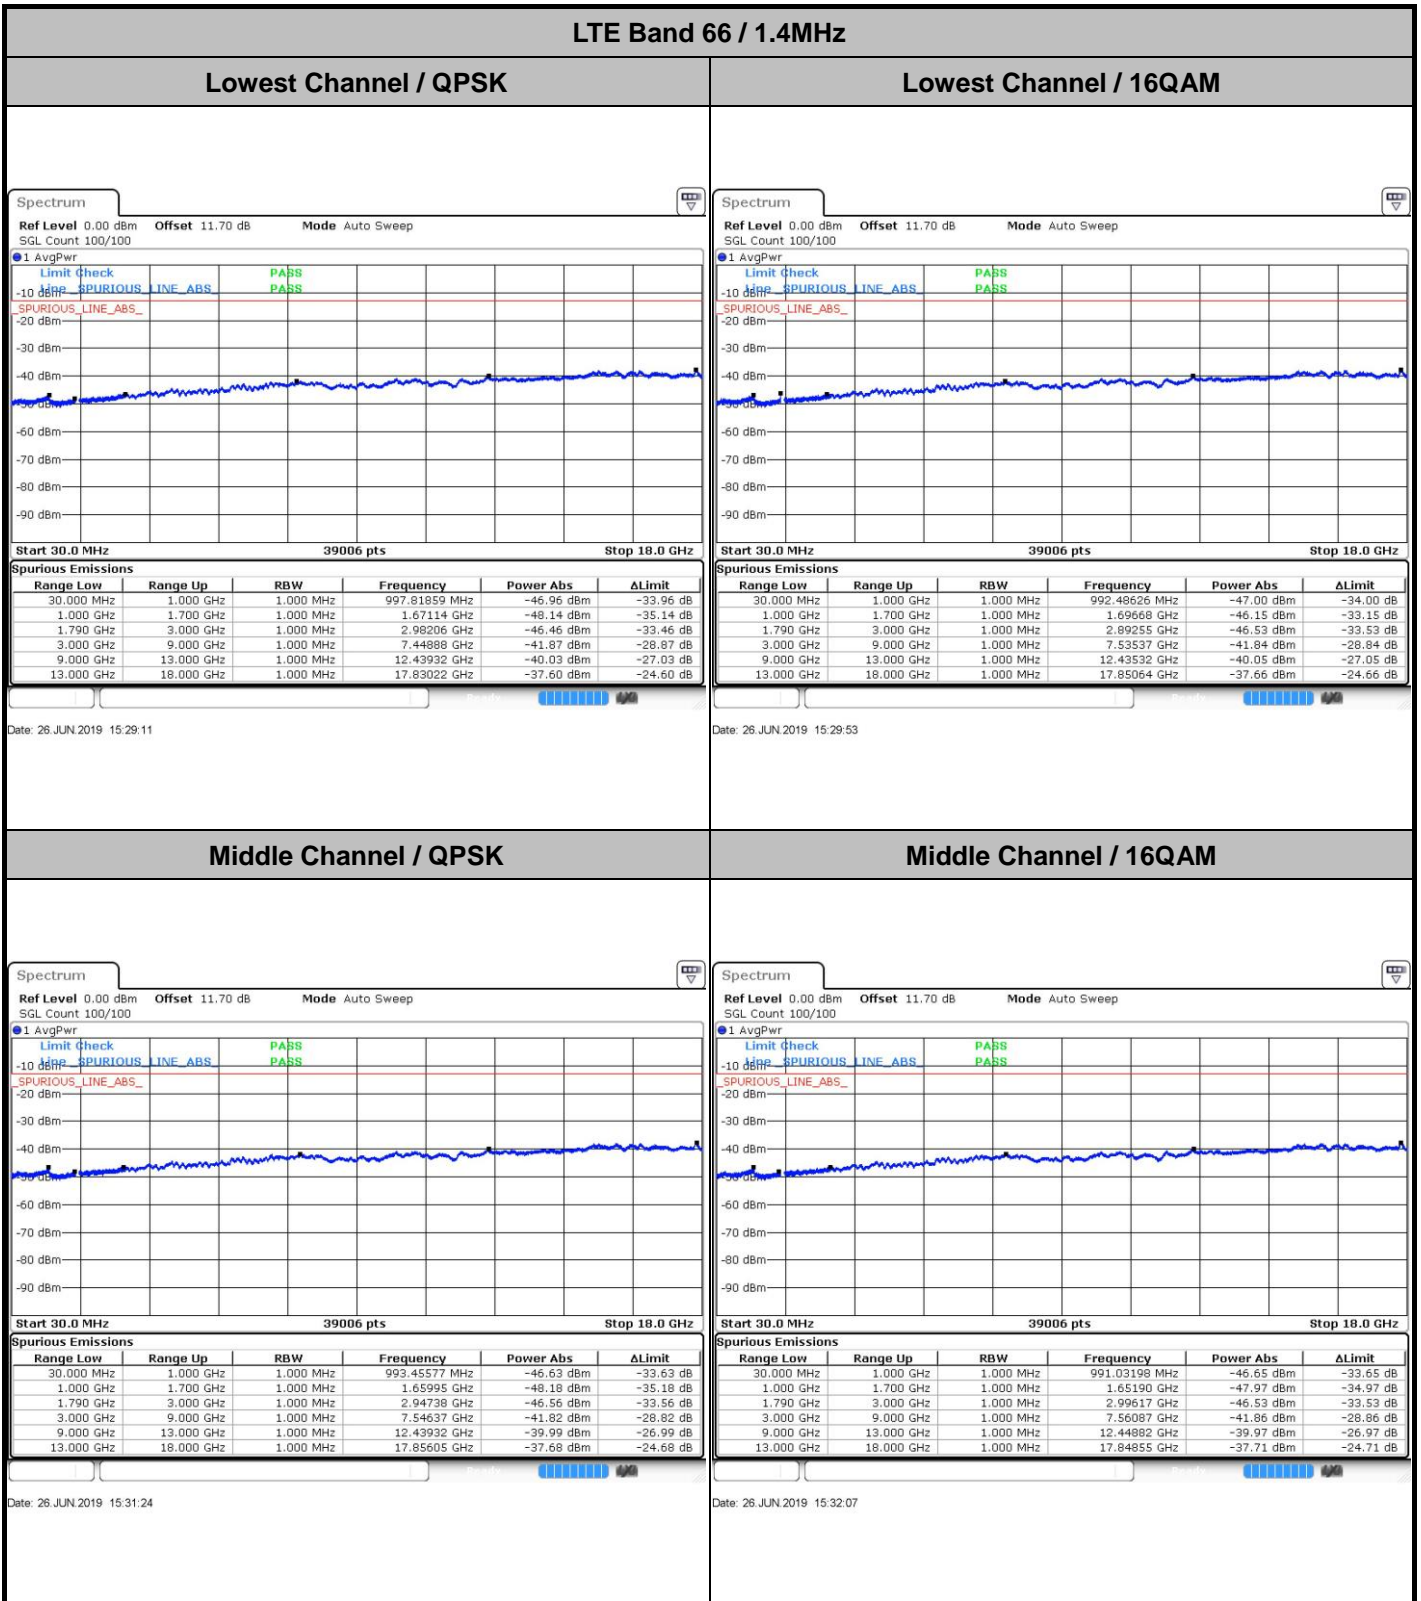 LTE Band 66 / 1.4MHz
Lowest Channel / QPSK
Lowest Channel / 16QAM
Spectrum
Ref Level 0.00 dBm Offset 11.70 dB Mode Auto Sweep
SGL Count 100/100
1 AvgPwr
Limit Check PASS
Line _SPURIOUS_LINE_ABS_ PASS
-10 dBm
_SPURIOUS_LINE_ABS_
-20 dBm
-30 dBm
-40 dBm
-50 dBm
-60 dBm
-70 dBm
-80 dBm
-90 dBm
Start 30.0 MHz 39006 pts Stop 18.0 GHz
Spurious Emissions
Range Low Range Up RBW Frequency Power Abs ΔLimit
30.000 MHz 1.000 GHz 1.000 MHz 997.81859 MHz -46.96 dBm -33.96 dB
1.000 GHz 1.700 GHz 1.000 MHz 1.67114 GHz -48.14 dBm -35.14 dB
1.790 GHz 3.000 GHz 1.000 MHz 2.98206 GHz -46.46 dBm -33.46 dB
3.000 GHz 9.000 GHz 1.000 MHz 7.44888 GHz -41.87 dBm -28.87 dB
9.000 GHz 13.000 GHz 1.000 MHz 12.43932 GHz -40.03 dBm -27.03 dB
13.000 GHz 18.000 GHz 1.000 MHz 17.83022 GHz -37.60 dBm -24.60 dB
Date: 26.JUN.2019 15:29:11
Spectrum
Ref Level 0.00 dBm Offset 11.70 dB Mode Auto Sweep
SGL Count 100/100
1 AvgPwr
Limit Check PASS
Line _SPURIOUS_LINE_ABS_ PASS
-10 dBm
_SPURIOUS_LINE_ABS_
-20 dBm
-30 dBm
-40 dBm
-50 dBm
-60 dBm
-70 dBm
-80 dBm
-90 dBm
Start 30.0 MHz 39006 pts Stop 18.0 GHz
Spurious Emissions
Range Low Range Up RBW Frequency Power Abs ΔLimit
30.000 MHz 1.000 GHz 1.000 MHz 992.48626 MHz -47.00 dBm -34.00 dB
1.000 GHz 1.700 GHz 1.000 MHz 1.69668 GHz -46.15 dBm -33.15 dB
1.790 GHz 3.000 GHz 1.000 MHz 2.89255 GHz -46.53 dBm -33.53 dB
3.000 GHz 9.000 GHz 1.000 MHz 7.53537 GHz -41.84 dBm -28.84 dB
9.000 GHz 13.000 GHz 1.000 MHz 12.43532 GHz -40.05 dBm -27.05 dB
13.000 GHz 18.000 GHz 1.000 MHz 17.85064 GHz -37.66 dBm -24.66 dB
Date: 26.JUN.2019 15:29:53
Middle Channel / QPSK
Middle Channel / 16QAM
Spectrum
Ref Level 0.00 dBm Offset 11.70 dB Mode Auto Sweep
SGL Count 100/100
1 AvgPwr
Limit Check PASS
Line _SPURIOUS_LINE_ABS_ PASS
-10 dBm
_SPURIOUS_LINE_ABS_
-20 dBm
-30 dBm
-40 dBm
-50 dBm
-60 dBm
-70 dBm
-80 dBm
-90 dBm
Start 30.0 MHz 39006 pts Stop 18.0 GHz
Spurious Emissions
Range Low Range Up RBW Frequency Power Abs ΔLimit
30.000 MHz 1.000 GHz 1.000 MHz 993.45577 MHz -46.63 dBm -33.63 dB
1.000 GHz 1.700 GHz 1.000 MHz 1.65995 GHz -48.18 dBm -35.18 dB
1.790 GHz 3.000 GHz 1.000 MHz 2.94738 GHz -46.56 dBm -33.56 dB
3.000 GHz 9.000 GHz 1.000 MHz 7.54637 GHz -41.82 dBm -28.82 dB
9.000 GHz 13.000 GHz 1.000 MHz 12.43932 GHz -39.99 dBm -26.99 dB
13.000 GHz 18.000 GHz 1.000 MHz 17.85605 GHz -37.68 dBm -24.68 dB
Date: 26.JUN.2019 15:31:24
Spectrum
Ref Level 0.00 dBm Offset 11.70 dB Mode Auto Sweep
SGL Count 100/100
1 AvgPwr
Limit Check PASS
Line _SPURIOUS_LINE_ABS_ PASS
-10 dBm
_SPURIOUS_LINE_ABS_
-20 dBm
-30 dBm
-40 dBm
-50 dBm
-60 dBm
-70 dBm
-80 dBm
-90 dBm
Start 30.0 MHz 39006 pts Stop 18.0 GHz
Spurious Emissions
Range Low Range Up RBW Frequency Power Abs ΔLimit
30.000 MHz 1.000 GHz 1.000 MHz 991.03198 MHz -46.65 dBm -33.65 dB
1.000 GHz 1.700 GHz 1.000 MHz 1.65190 GHz -47.97 dBm -34.97 dB
1.790 GHz 3.000 GHz 1.000 MHz 2.99617 GHz -46.53 dBm -33.53 dB
3.000 GHz 9.000 GHz 1.000 MHz 7.56087 GHz -41.86 dBm -28.86 dB
9.000 GHz 13.000 GHz 1.000 MHz 12.44882 GHz -39.97 dBm -26.97 dB
13.000 GHz 18.000 GHz 1.000 MHz 17.84855 GHz -37.71 dBm -24.71 dB
Date: 26.JUN.2019 15:32:07